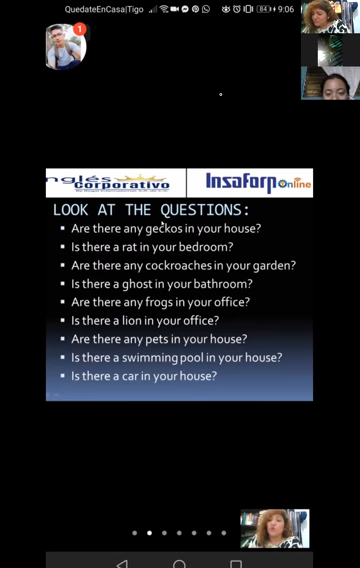 QuedateEnCasa|Tigo
84
9:06
1
Inglés
Corporativo
Insaforp online
LOOK AT THE QUESTIONS:
Are there any geckos in your house?
Is there a rat in your bedroom?
Are there any cockroaches in your garden?
Is there a ghost in your bathroom?
Are there any frogs in your office?
Is there a lion in your office?
Are there any pets in your house?
Is there a swimming pool in your house?
Is there a car in your house?